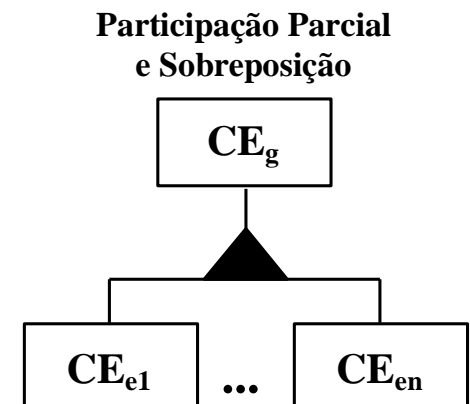 Participação Parcial
e Sobreposição
CEg
CEe1 ... CEen